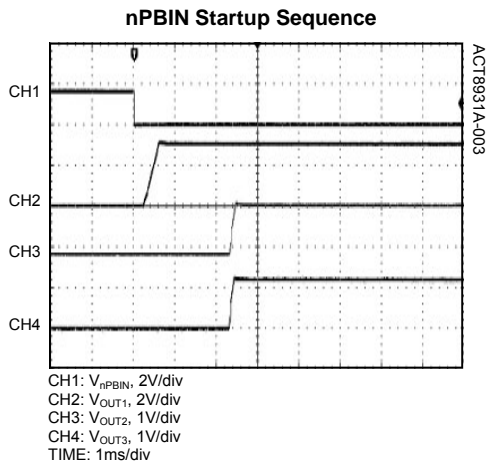 nPBIN Startup Sequence
CH1
CH2
CH3
CH4
ACT8931A-003
CH1: VnPBIN, 2V/div
CH2: VOUT1, 2V/div
CH3: VOUT2, 1V/div
CH4: VOUT3, 1V/div
TIME: 1ms/div